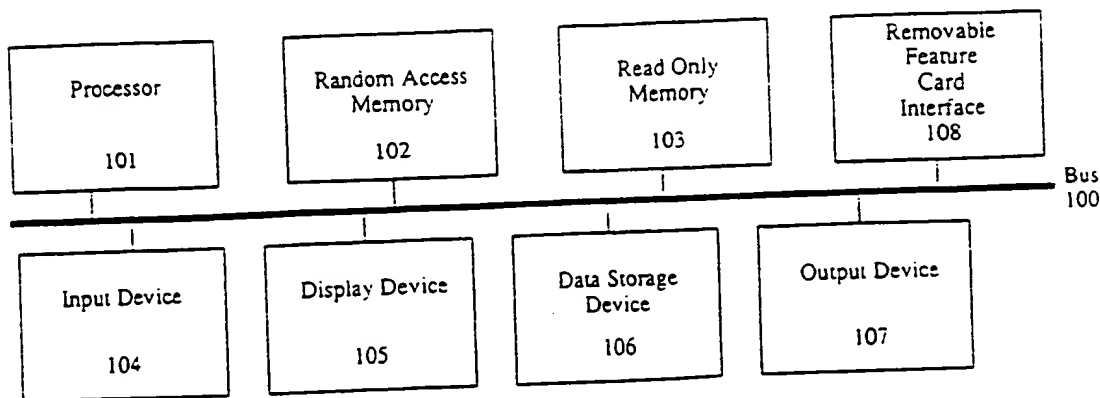 Processor
101
Random Access
Memory
102
Read Only
Memory
103
Removable
Feature
Card
Interface
108
Bus
100
Input Device
104
Display Device
105
Data Storage
Device
106
Output Device
107